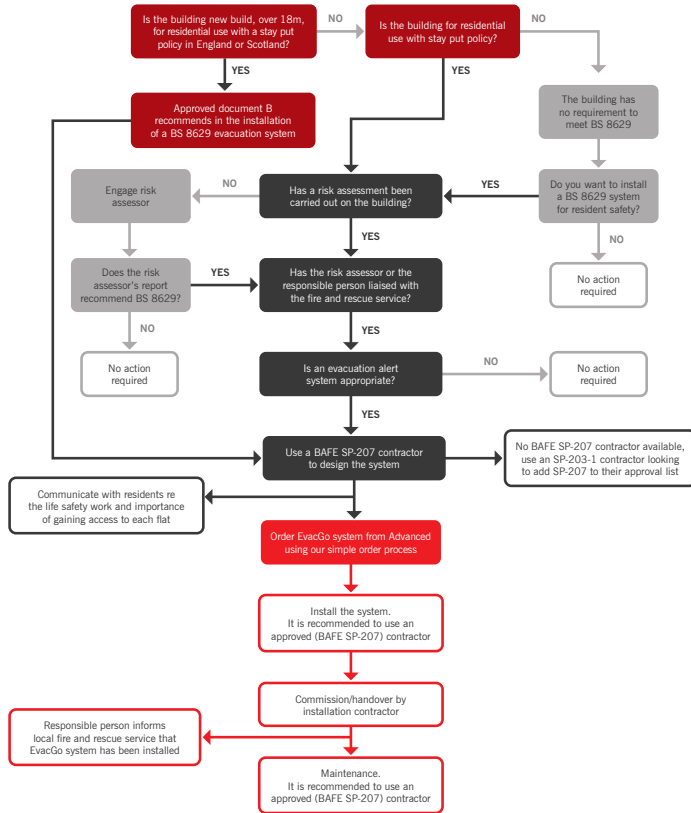 Is the building new build, over 18m,
for residential use with a stay put
policy in England or Scotland?
NO
Is the building for residential
use with stay put policy?
NO
YES
YES
Approved document B
recommends in the installation
of a BS 8629 evacuation system
The building has
no requirement to
meet BS 8629
Engage risk
assessor
NO
Has a risk assessment been
carried out on the building?
YES
Do you want to install
a BS 8629 system
for resident safety?
YES
NO
Does the risk
assessor's report
recommend BS 8629?
YES
Has the risk assessor or the
responsible person liaised with
the fire and rescue service?
No action
required
NO
YES
No action
required
Is an evacuation alert
system appropriate?
NO
No action
required
YES
Use a BAFE SP-207 contractor
to design the system
No BAFE SP-207 contractor available,
use an SP-203-1 contractor looking
to add SP-207 to their approval list
Communicate with residents re
the life safety work and importance
of gaining access to each flat
Order EvacGo system from Advanced
using our simple order process
Install the system.
It is recommended to use an
approved (BAFE SP-207) contractor
Commission/handover by
installation contractor
Responsible person informs
local fire and rescue service that
EvacGo system has been installed
Maintenance.
It is recommended to use an
approved (BAFE SP-207) contractor